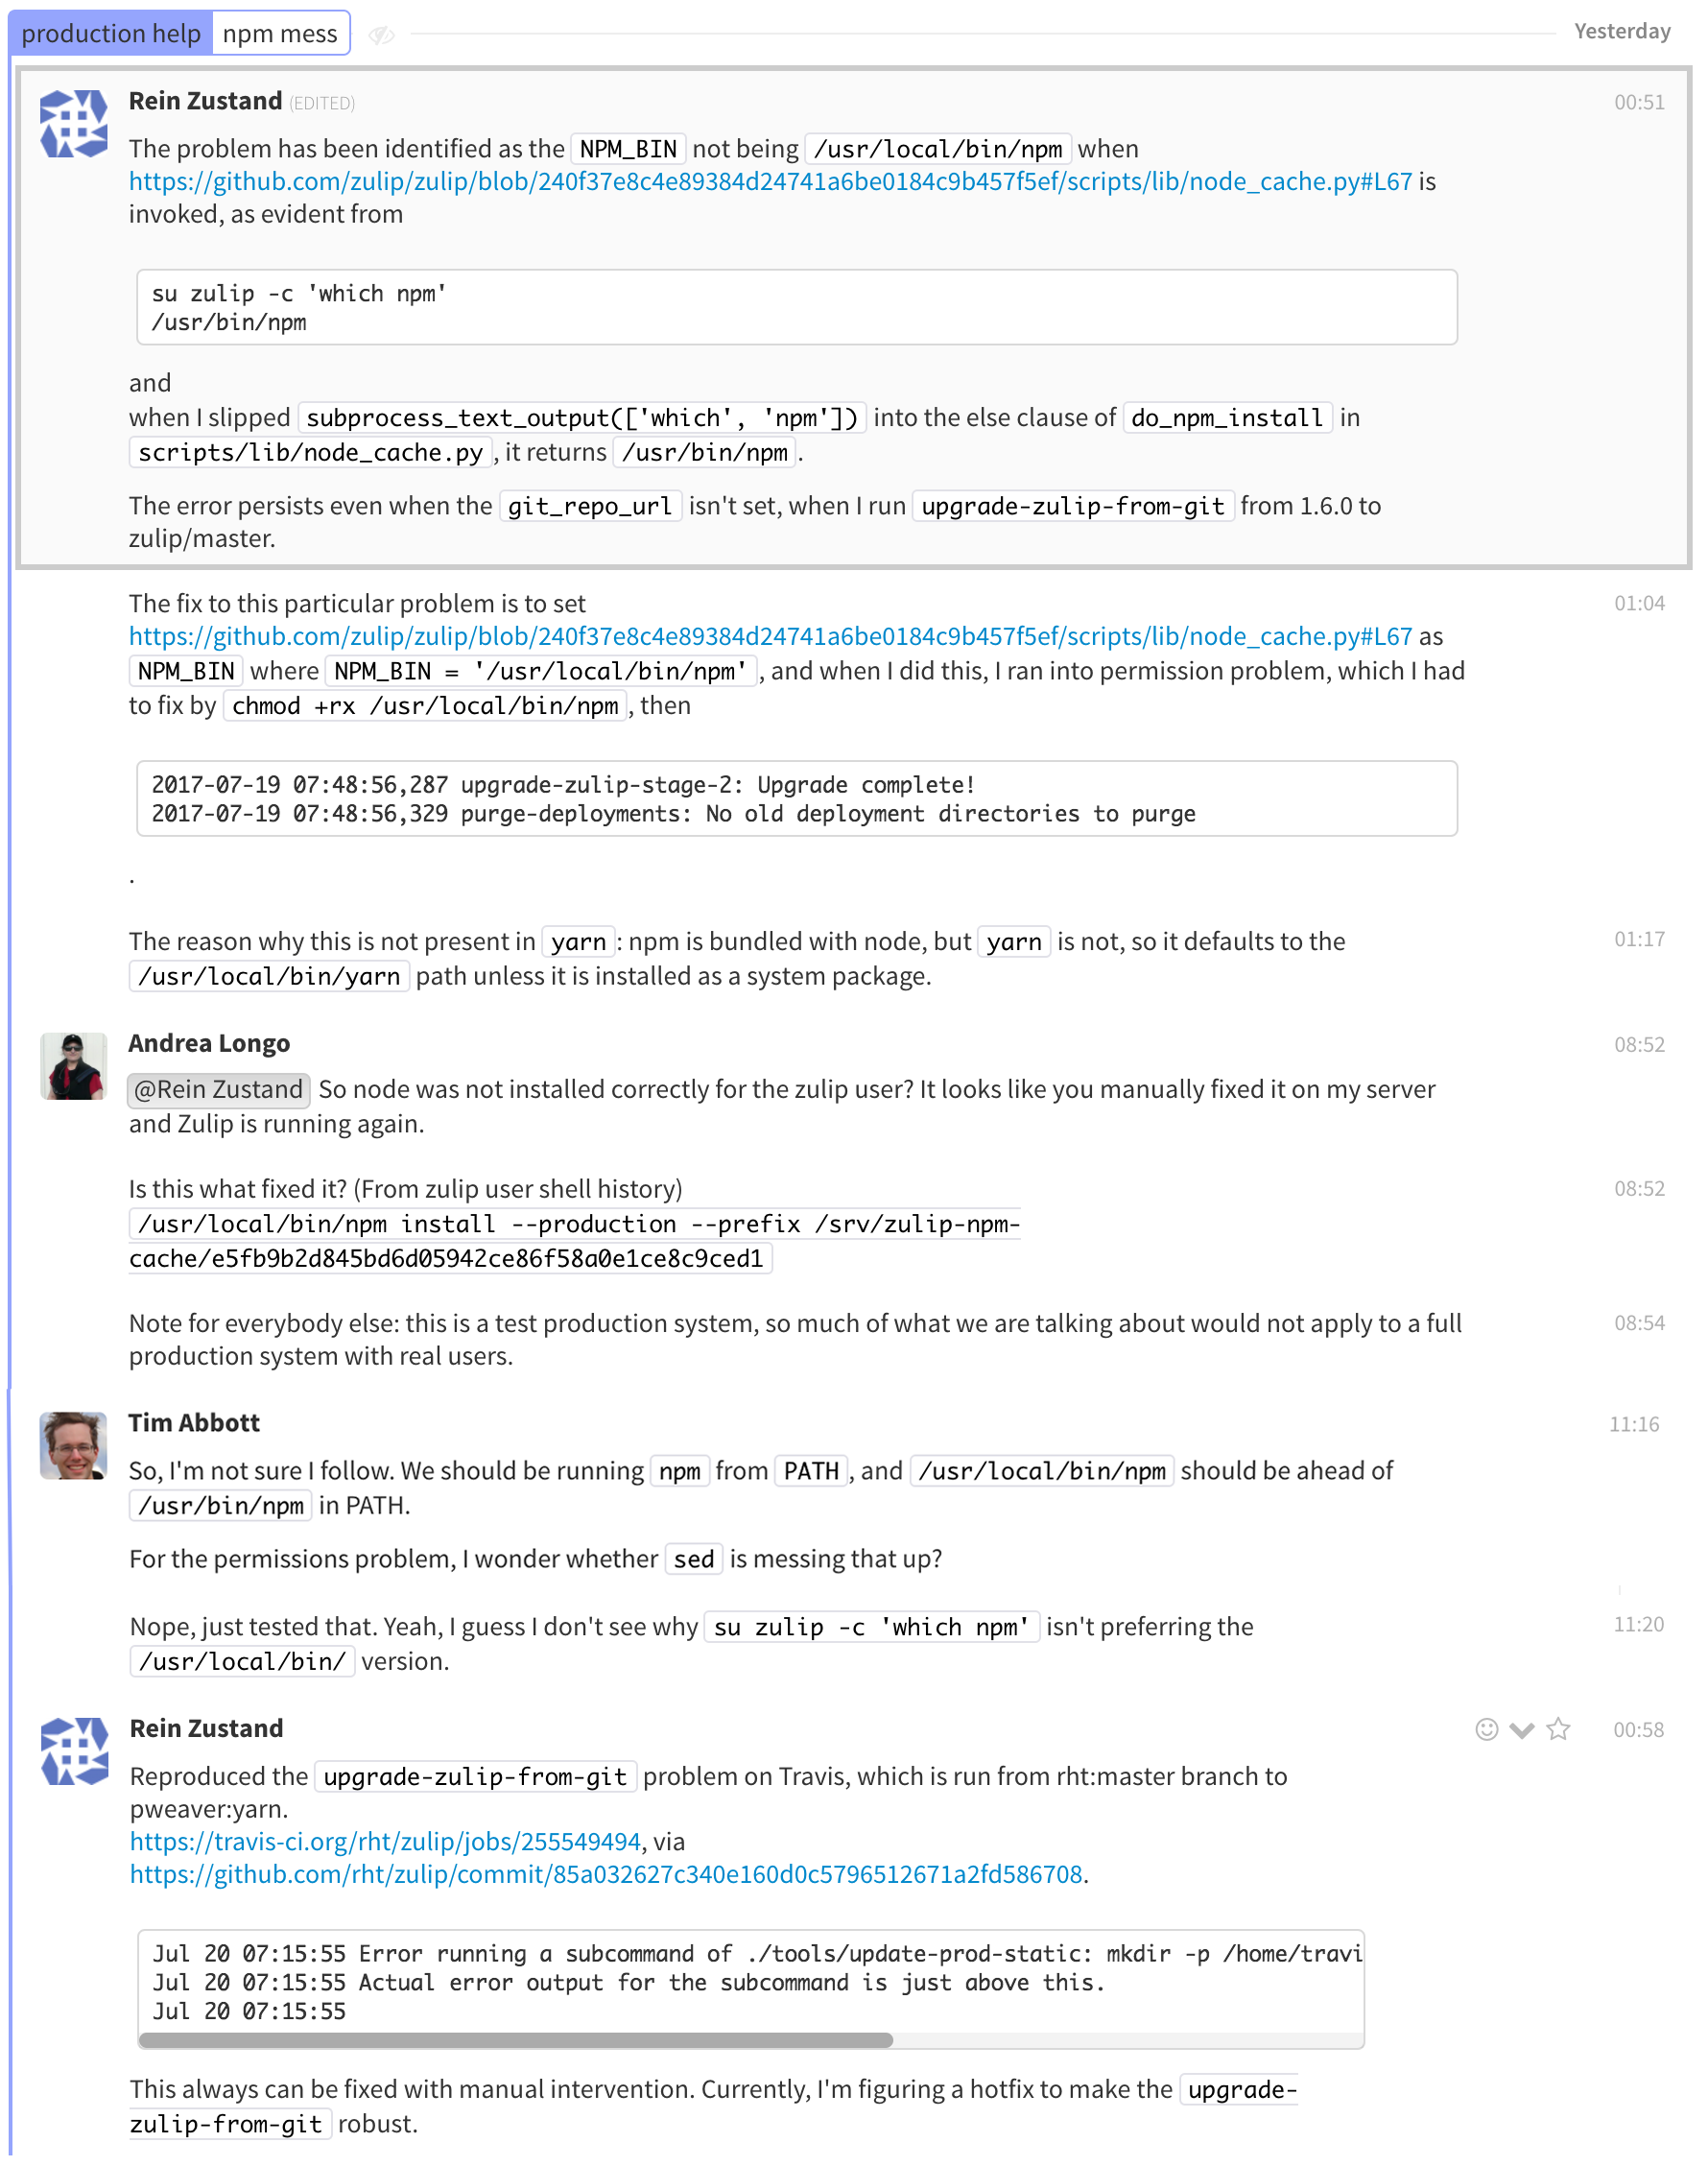 production help npm mess Yesterday
Rein Zustand (EDITED) 00:51
The problem has been identified as the NPM_BIN not being /usr/local/bin/npm when
https://github.com/zulip/zulip/blob/240f37e8c4e89384d24741a6be0184c9b457f5ef/scripts/lib/node_cache.py#L67 is
invoked, as evident from
su zulip -c 'which npm'
/usr/bin/npm
and
when I slipped subprocess_text_output(['which', 'npm']) into the else clause of do_npm_install in
scripts/lib/node_cache.py, it returns /usr/bin/npm.
The error persists even when the git_repo_url isn't set, when I run upgrade-zulip-from-git from 1.6.0 to
zulip/master.
The fix to this particular problem is to set 01:04
https://github.com/zulip/zulip/blob/240f37e8c4e89384d24741a6be0184c9b457f5ef/scripts/lib/node_cache.py#L67 as
NPM_BIN where NPM_BIN = '/usr/local/bin/npm', and when I did this, I ran into permission problem, which I had
to fix by chmod +rx /usr/local/bin/npm, then
2017-07-19 07:48:56,287 upgrade-zulip-stage-2: Upgrade complete!
2017-07-19 07:48:56,329 purge-deployments: No old deployment directories to purge
.
The reason why this is not present in yarn: npm is bundled with node, but yarn is not, so it defaults to the 01:17
/usr/local/bin/yarn path unless it is installed as a system package.
Andrea Longo 08:52
@Rein Zustand So node was not installed correctly for the zulip user? It looks like you manually fixed it on my server
and Zulip is running again.
Is this what fixed it? (From zulip user shell history) 08:52
/usr/local/bin/npm install --production --prefix /srv/zulip-npm-
cache/e5fb9b2d845bd6d05942ce86f58a0e1ce8c9ced1
Note for everybody else: this is a test production system, so much of what we are talking about would not apply to a full 08:54
production system with real users.
Tim Abbott 11:16
So, I'm not sure I follow. We should be running npm from PATH, and /usr/local/bin/npm should be ahead of
/usr/bin/npm in PATH.
For the permissions problem, I wonder whether sed is messing that up?
Nope, just tested that. Yeah, I guess I don't see why su zulip -c 'which npm' isn't preferring the 11:20
/usr/local/bin/ version.
Rein Zustand 00:58
Reproduced the upgrade-zulip-from-git problem on Travis, which is run from rht:master branch to
pweaver:yarn.
https://travis-ci.org/rht/zulip/jobs/255549494, via
https://github.com/rht/zulip/commit/85a032627c340e160d0c5796512671a2fd586708.
Jul 20 07:15:55 Error running a subcommand of ./tools/update-prod-static: mkdir -p /home/travi
Jul 20 07:15:55 Actual error output for the subcommand is just above this.
Jul 20 07:15:55
This always can be fixed with manual intervention. Currently, I'm figuring a hotfix to make the upgrade-
zulip-from-git robust.